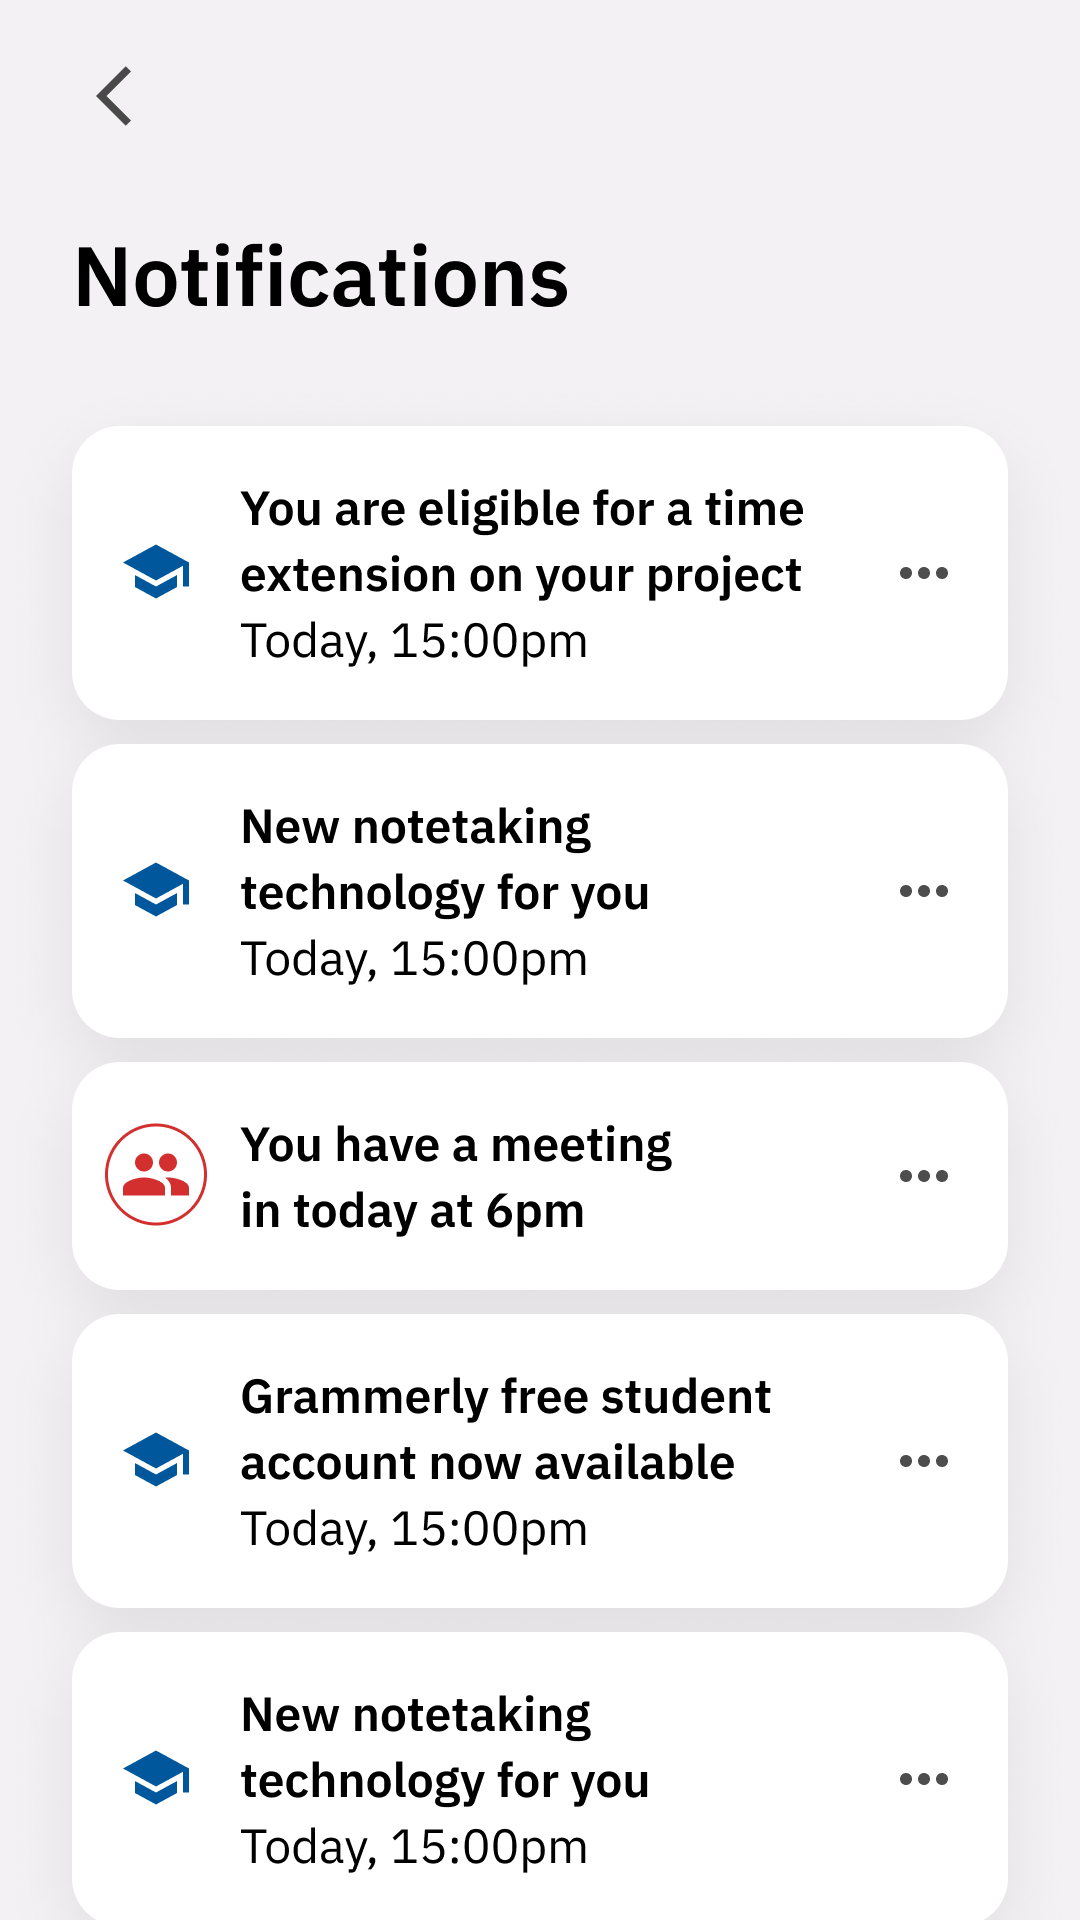 Notifications
You are eligible for a time
extension on your project
Today, 15:00pm
New notetaking
technology for you
Today, 15:00pm
You have a meeting
in today at 6pm
Grammerly free student
account now available
Today, 15:00pm
New notetaking
technology for you
Today, 15:00pm